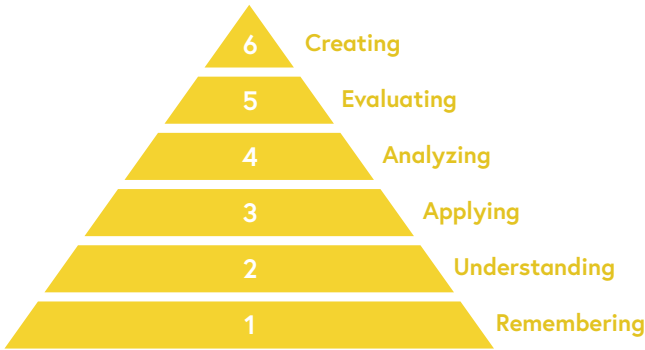 6 Creating
5 Evaluating
4 Analyzing
3 Applying
2 Understanding
1 Remembering